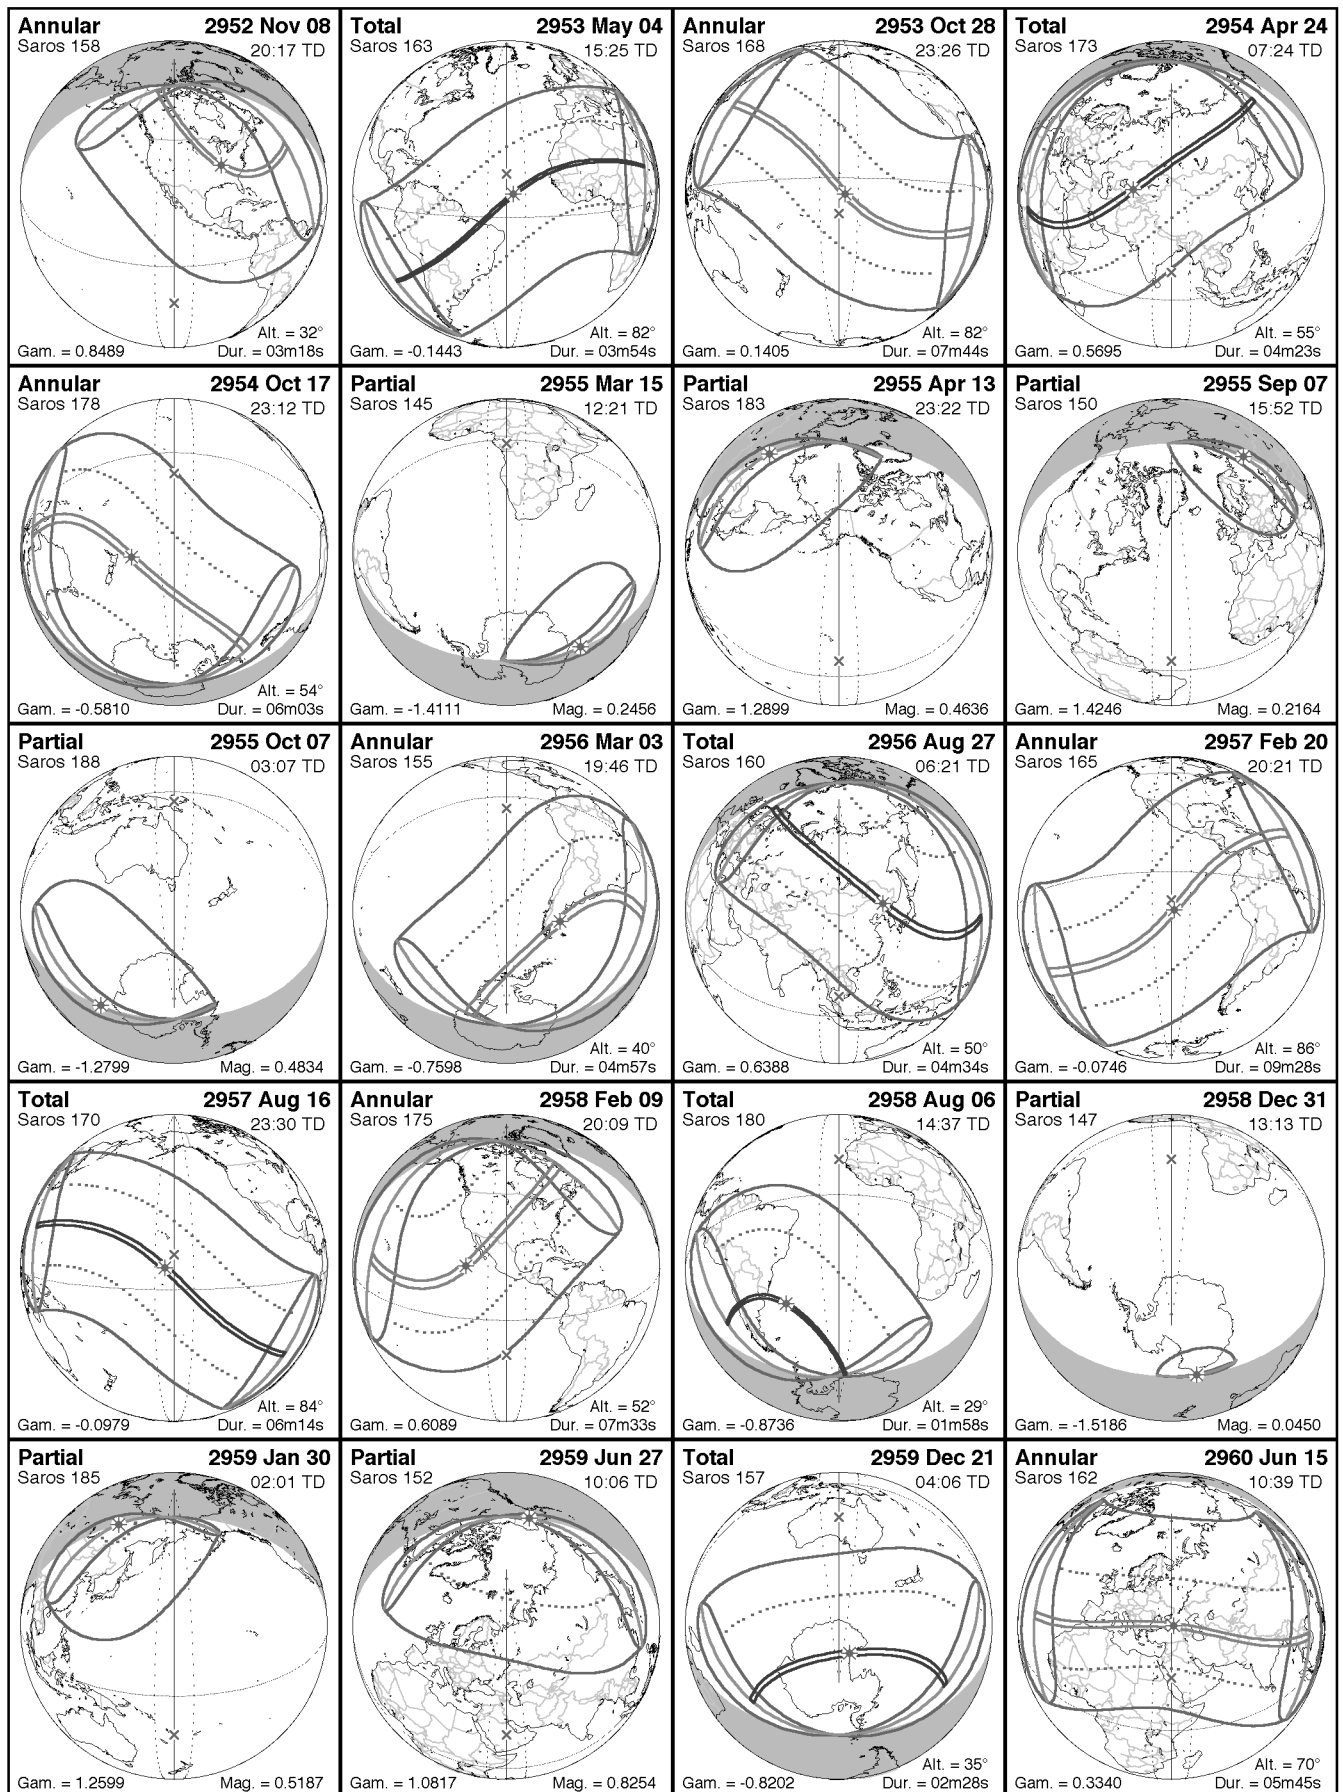 Annular 2952 Nov 08
Saros 158 20:17 TD
Alt. = 32°
Gam. = 0.8489 Dur. = 03m18s
Total 2953 May 04
Saros 163 15:25 TD
Alt. = 82°
Gam. = -0.1443 Dur. = 03m54s
Annular 2953 Oct 28
Saros 168 23:26 TD
Alt. = 82°
Gam. = 0.1405 Dur. = 07m44s
Total 2954 Apr 24
Saros 173 07:24 TD
Alt. = 55°
Gam. = 0.5695 Dur. = 04m23s
Annular 2954 Oct 17
Saros 178 23:12 TD
Alt. = 54°
Gam. = -0.5810 Dur. = 06m03s
Partial 2955 Mar 15
Saros 145 12:21 TD
Gam. = -1.4111 Mag. = 0.2456
Partial 2955 Apr 13
Saros 183 23:22 TD
Gam. = 1.2899 Mag. = 0.4636
Partial 2955 Sep 07
Saros 150 15:52 TD
Gam. = 1.4246 Mag. = 0.2164
Partial 2955 Oct 07
Saros 188 03:07 TD
Gam. = -1.2799 Mag. = 0.4834
Annular 2956 Mar 03
Saros 155 19:46 TD
Alt. = 40°
Gam. = -0.7598 Dur. = 04m57s
Total 2956 Aug 27
Saros 160 06:21 TD
Alt. = 50°
Gam. = 0.6388 Dur. = 04m34s
Annular 2957 Feb 20
Saros 165 20:21 TD
Alt. = 86°
Gam. = -0.0746 Dur. = 09m28s
Total 2957 Aug 16
Saros 170 23:30 TD
Alt. = 84°
Gam. = -0.0979 Dur. = 06m14s
Annular 2958 Feb 09
Saros 175 20:09 TD
Alt. = 52°
Gam. = 0.6089 Dur. = 07m33s
Total 2958 Aug 06
Saros 180 14:37 TD
Alt. = 29°
Gam. = -0.8736 Dur. = 01m58s
Partial 2958 Dec 31
Saros 147 13:13 TD
Gam. = -1.5186 Mag. = 0.0450
Partial 2959 Jan 30
Saros 185 02:01 TD
Gam. = 1.2599 Mag. = 0.5187
Partial 2959 Jun 27
Saros 152 10:06 TD
Gam. = 1.0817 Mag. = 0.8254
Total 2959 Dec 21
Saros 157 04:06 TD
Alt. = 35°
Gam. = -0.8202 Dur. = 02m28s
Annular 2960 Jun 15
Saros 162 10:39 TD
Alt. = 70°
Gam. = 0.3340 Dur. = 05m45s